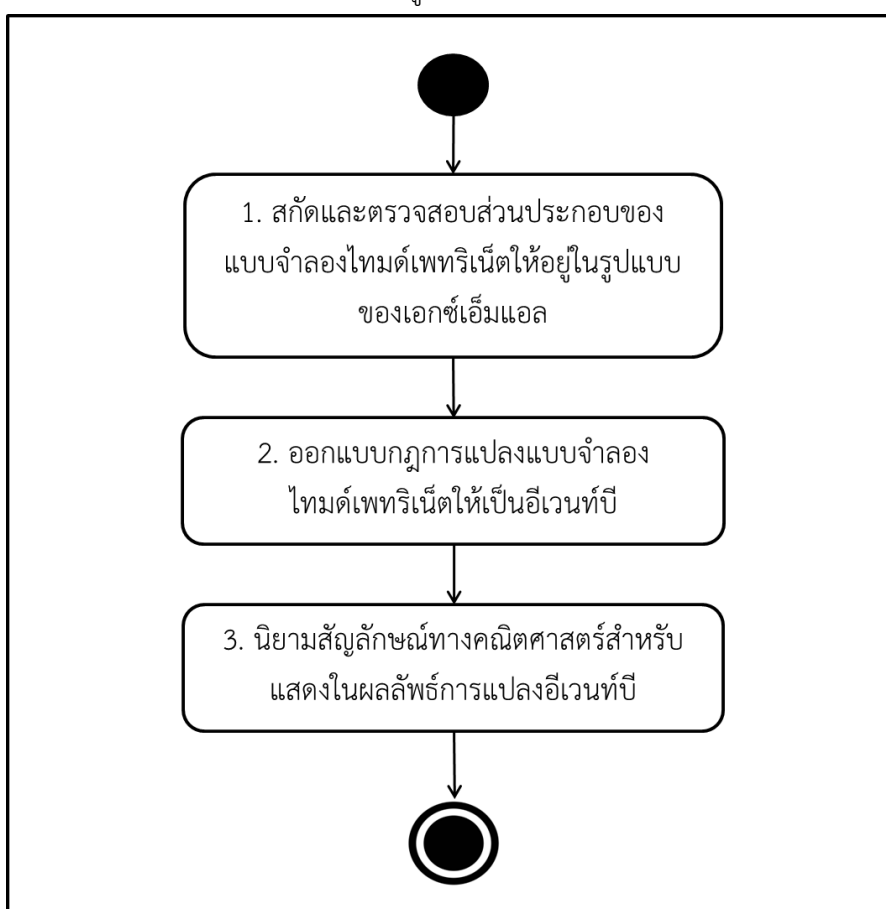 1. สกัดและตรวจสอบส่วนประกอบของ
แบบจำลองไทมด์เพทริเน็ตให้อยู่ในรูปแบบ
ของเอกซ์เอ็มแอล
2. ออกแบบกฎการแปลงแบบจำลอง
ไทมด์เพทริเน็ตให้เป็นอีเวนท์บี
3. นิยามสัญลักษณ์ทางคณิตศาสตร์สำหรับ
แสดงในผลลัพธ์การแปลงอีเวนท์บี